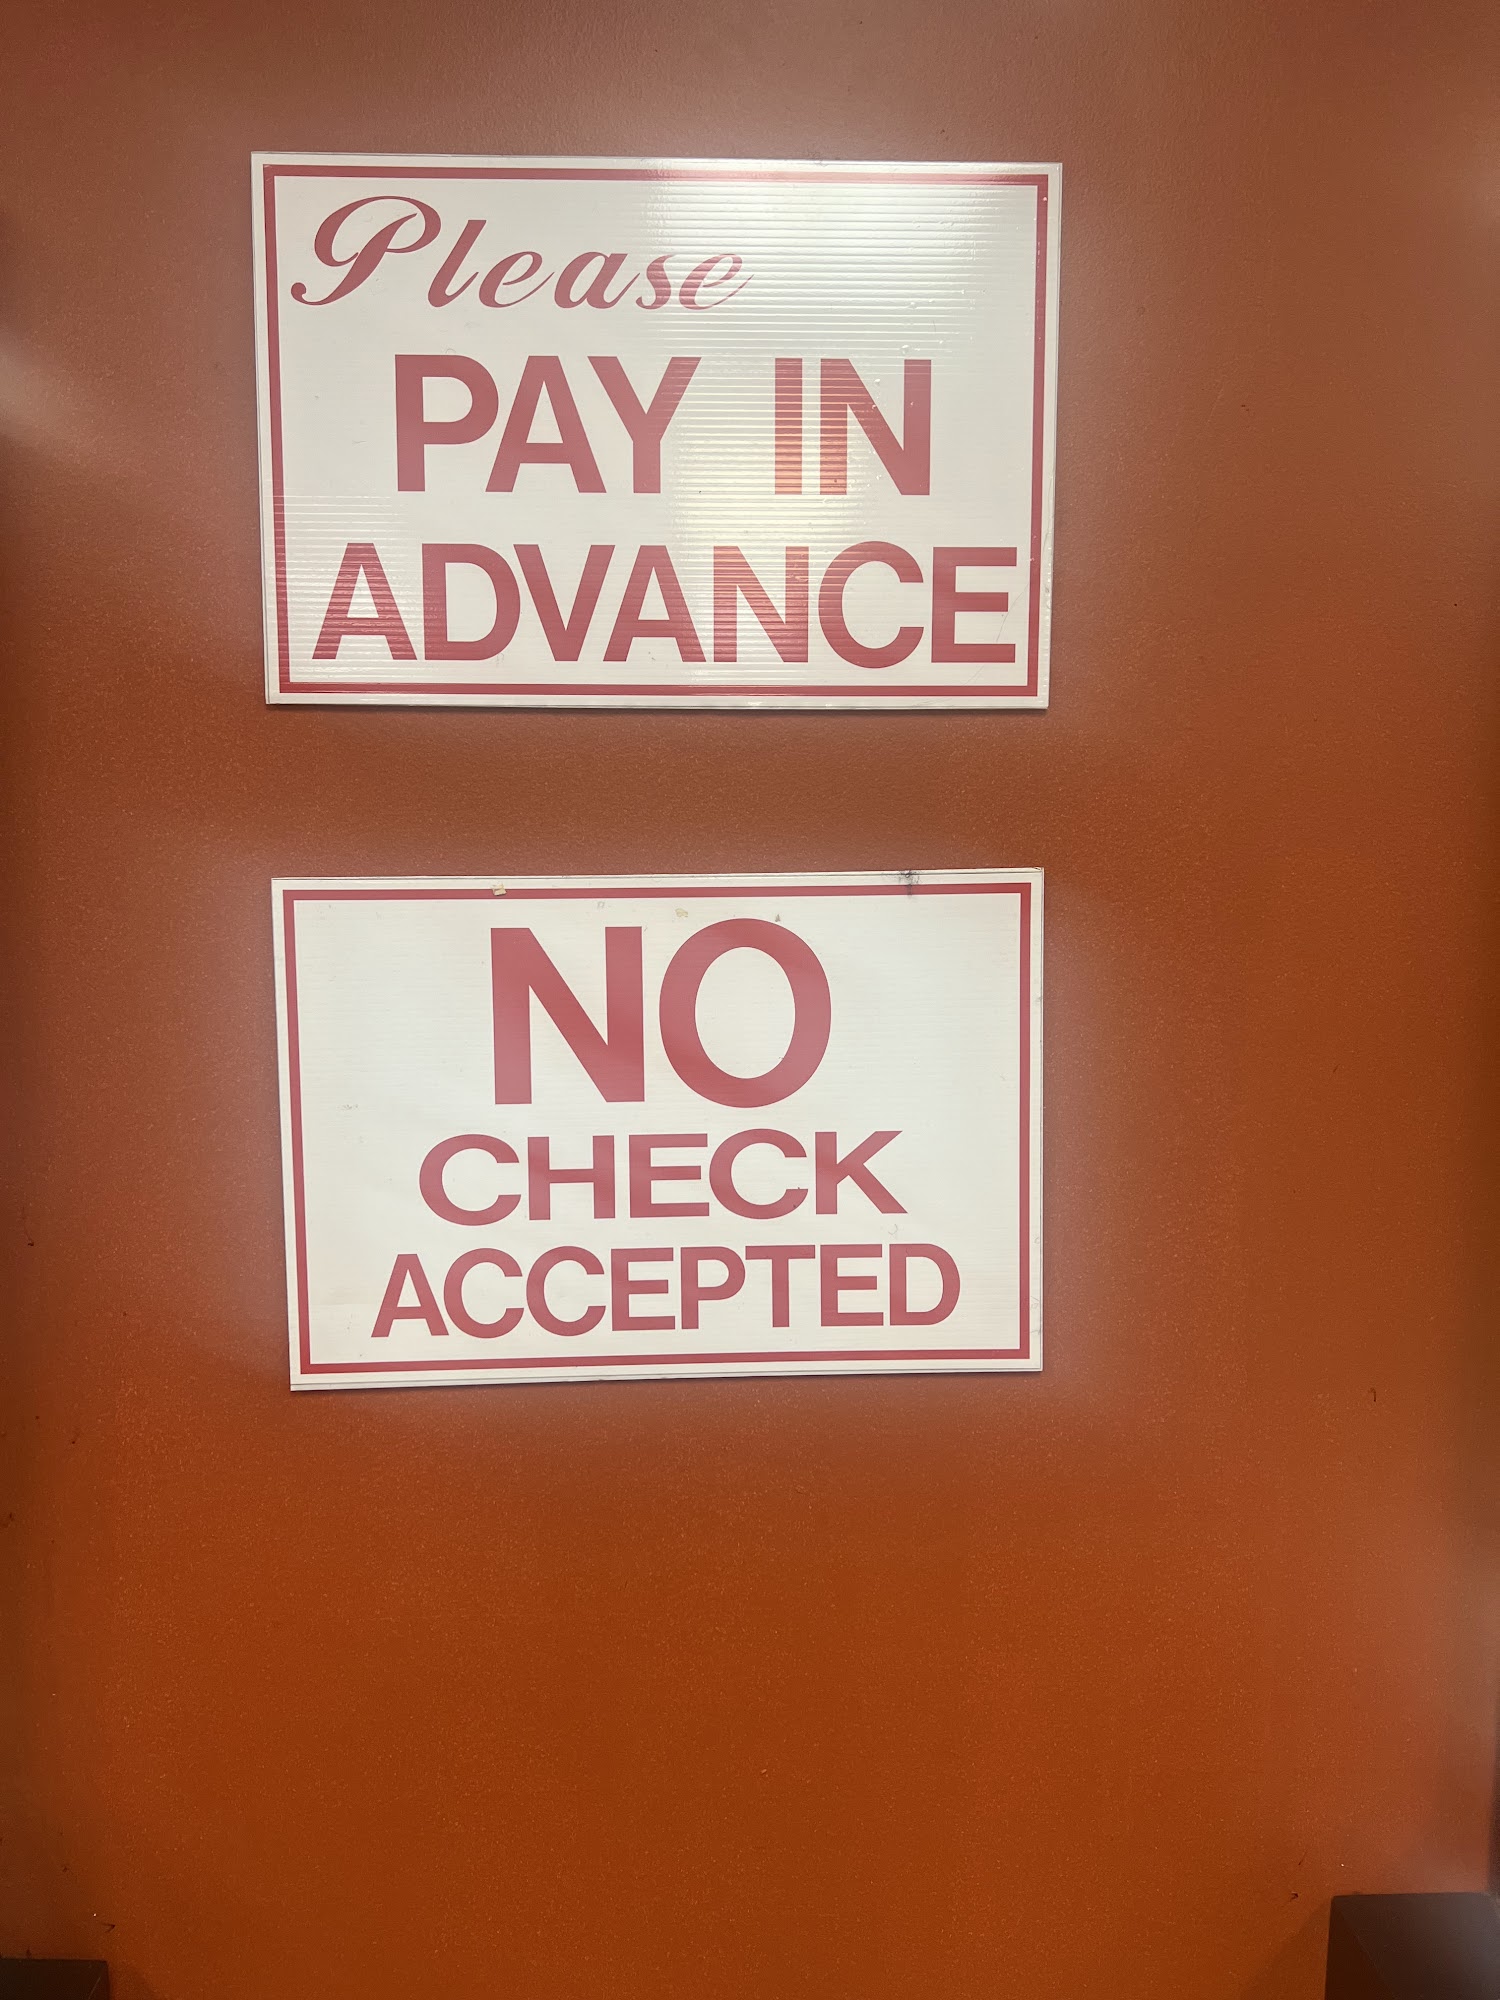 Please
PAY IN
ADVANCE
NO
CHECK
ACCEPTED